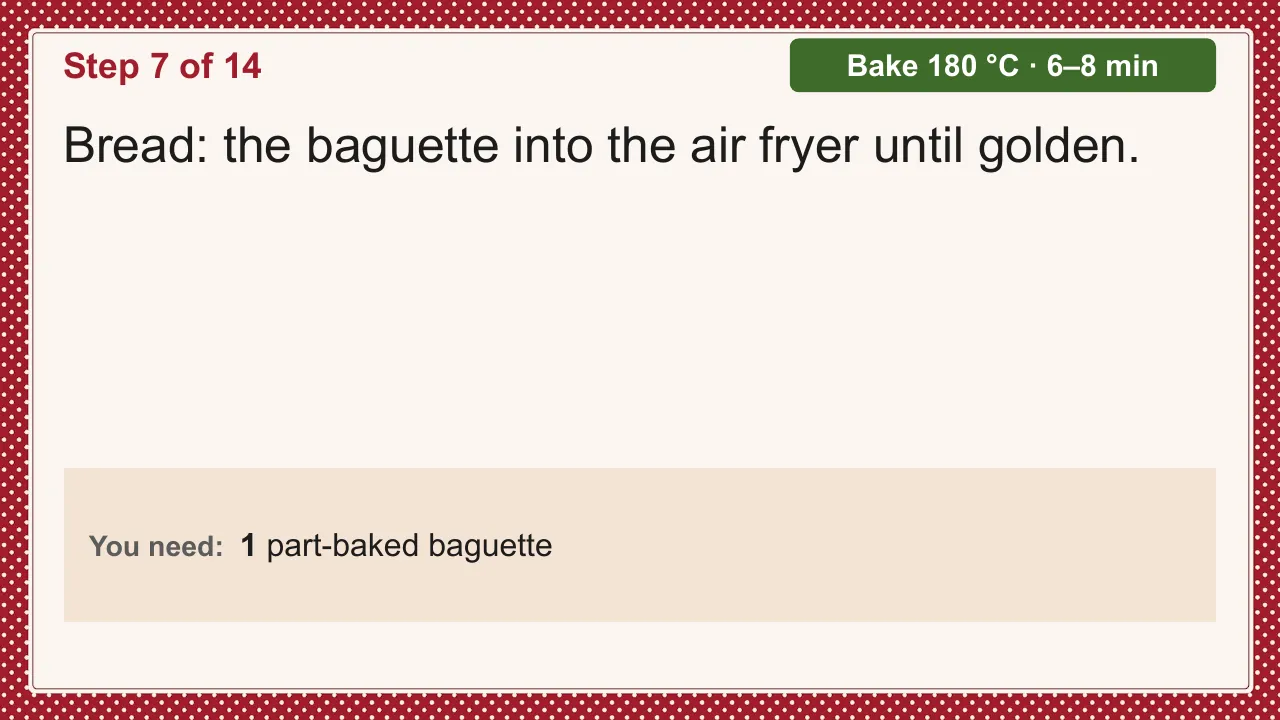 Step 7 of 14
Bake 180 °C · 6–8 min
Bread: the baguette into the air fryer until golden.
You need: 1 part-baked baguette